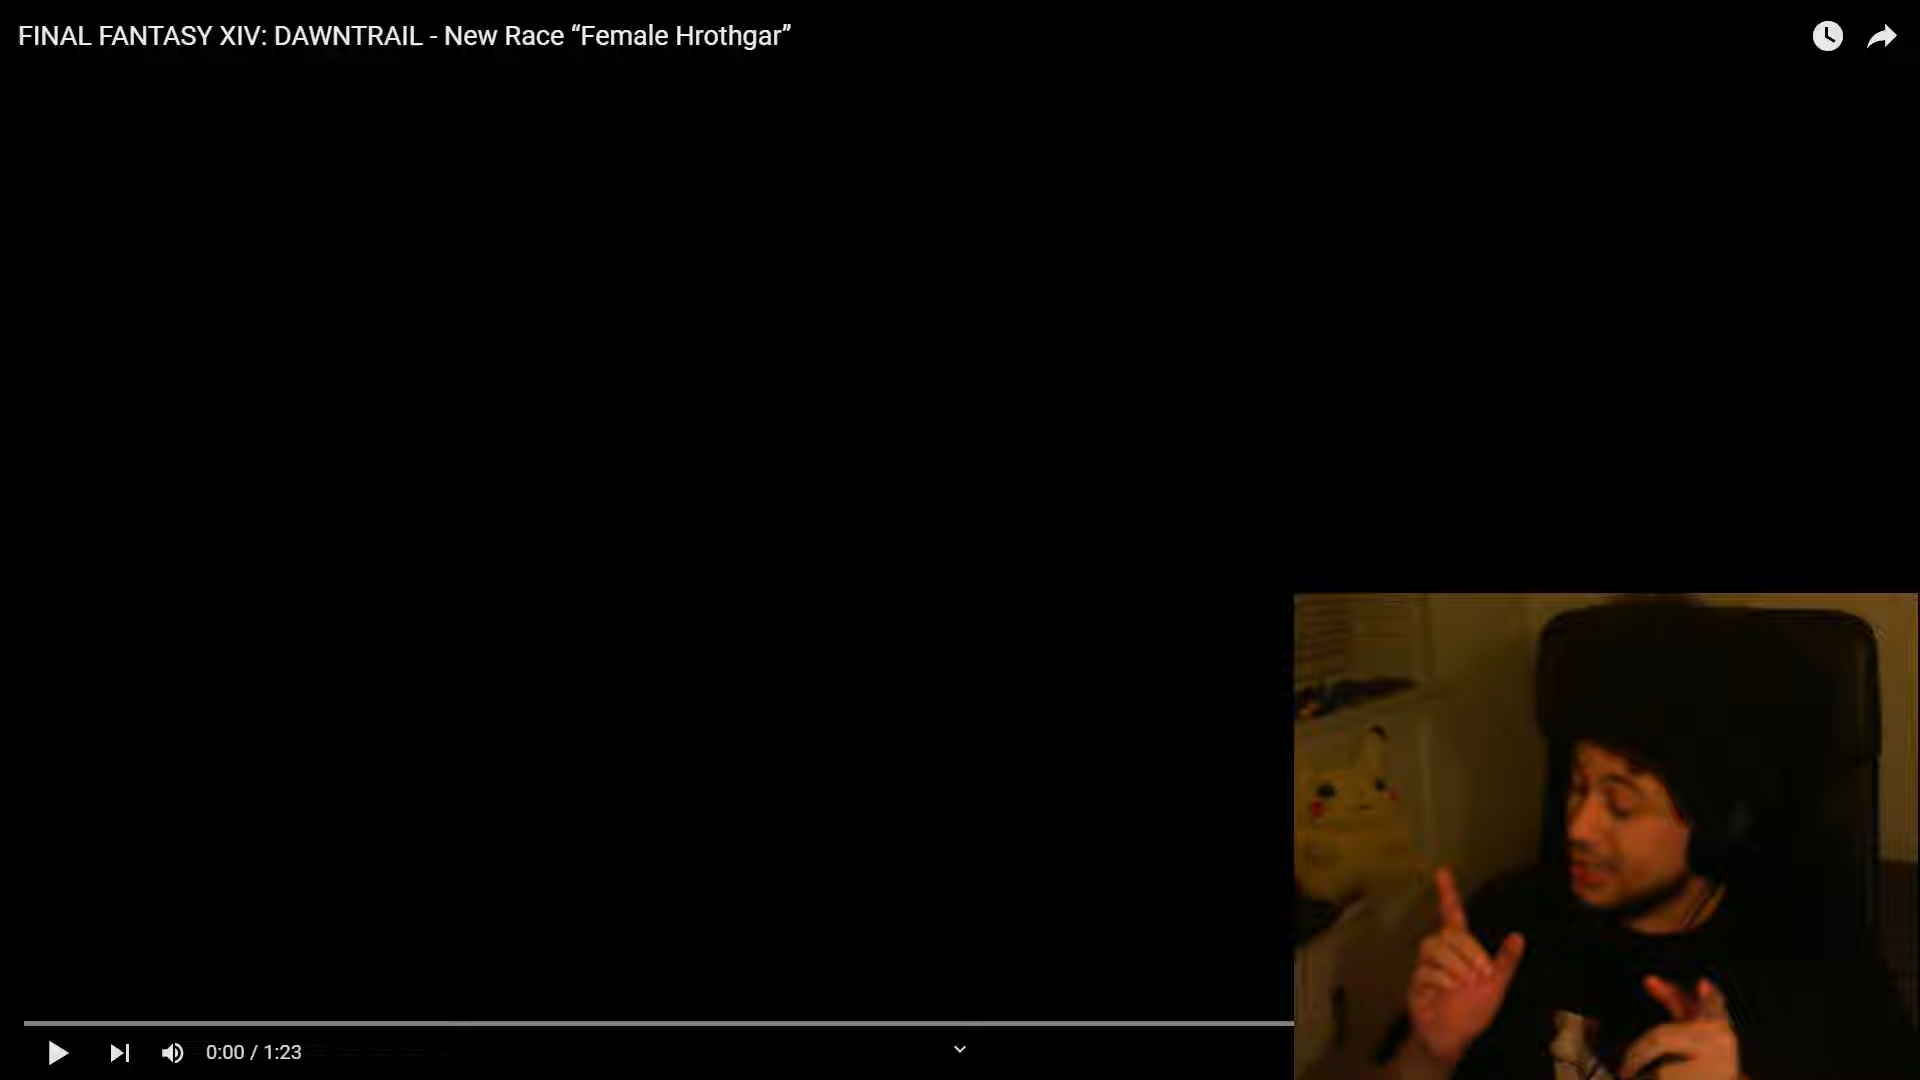 FINAL FANTASY XIV: DAWNTRAIL - New Race “Female Hrothgar”
0:00 / 1:23